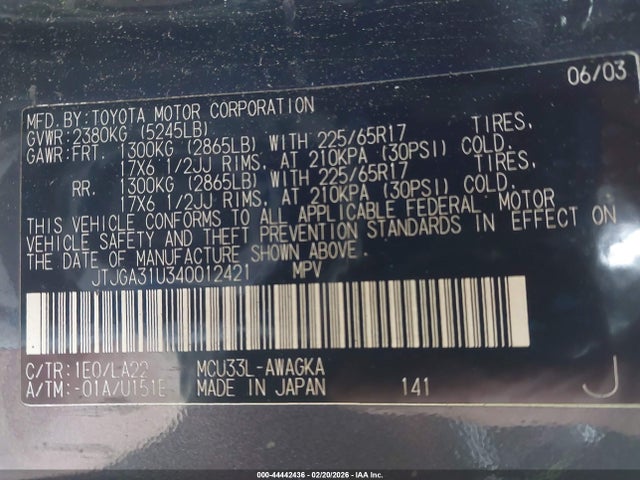 06/03
MFD. BY: TOYOTA MOTOR CORPORATION
GVWR: 2380KG (5245LB)
GAWR: FRT. 1300KG (2865LB) WITH 225/65R17 TIRES,
17X6 1/2JJ RIMS, AT 210KPA (30PSI) COLD.
RR. 1300KG (2865LB) WITH 225/65R17 TIRES,
17X6 1/2JJ RIMS, AT 210KPA (30PSI) COLD.
THIS VEHICLE CONFORMS TO ALL APPLICABLE FEDERAL MOTOR
VEHICLE SAFETY AND THEFT PREVENTION STANDARDS IN EFFECT ON
THE DATE OF MANUFACTURE SHOWN ABOVE.
JTJGA31U340012421 MPV
C/TR: 1E0/LA22 MCU33L-AWAGKA
A/TM: -01A/U151E MADE IN JAPAN 141 J
000-44442436 - 02/20/2026 - IAA Inc.